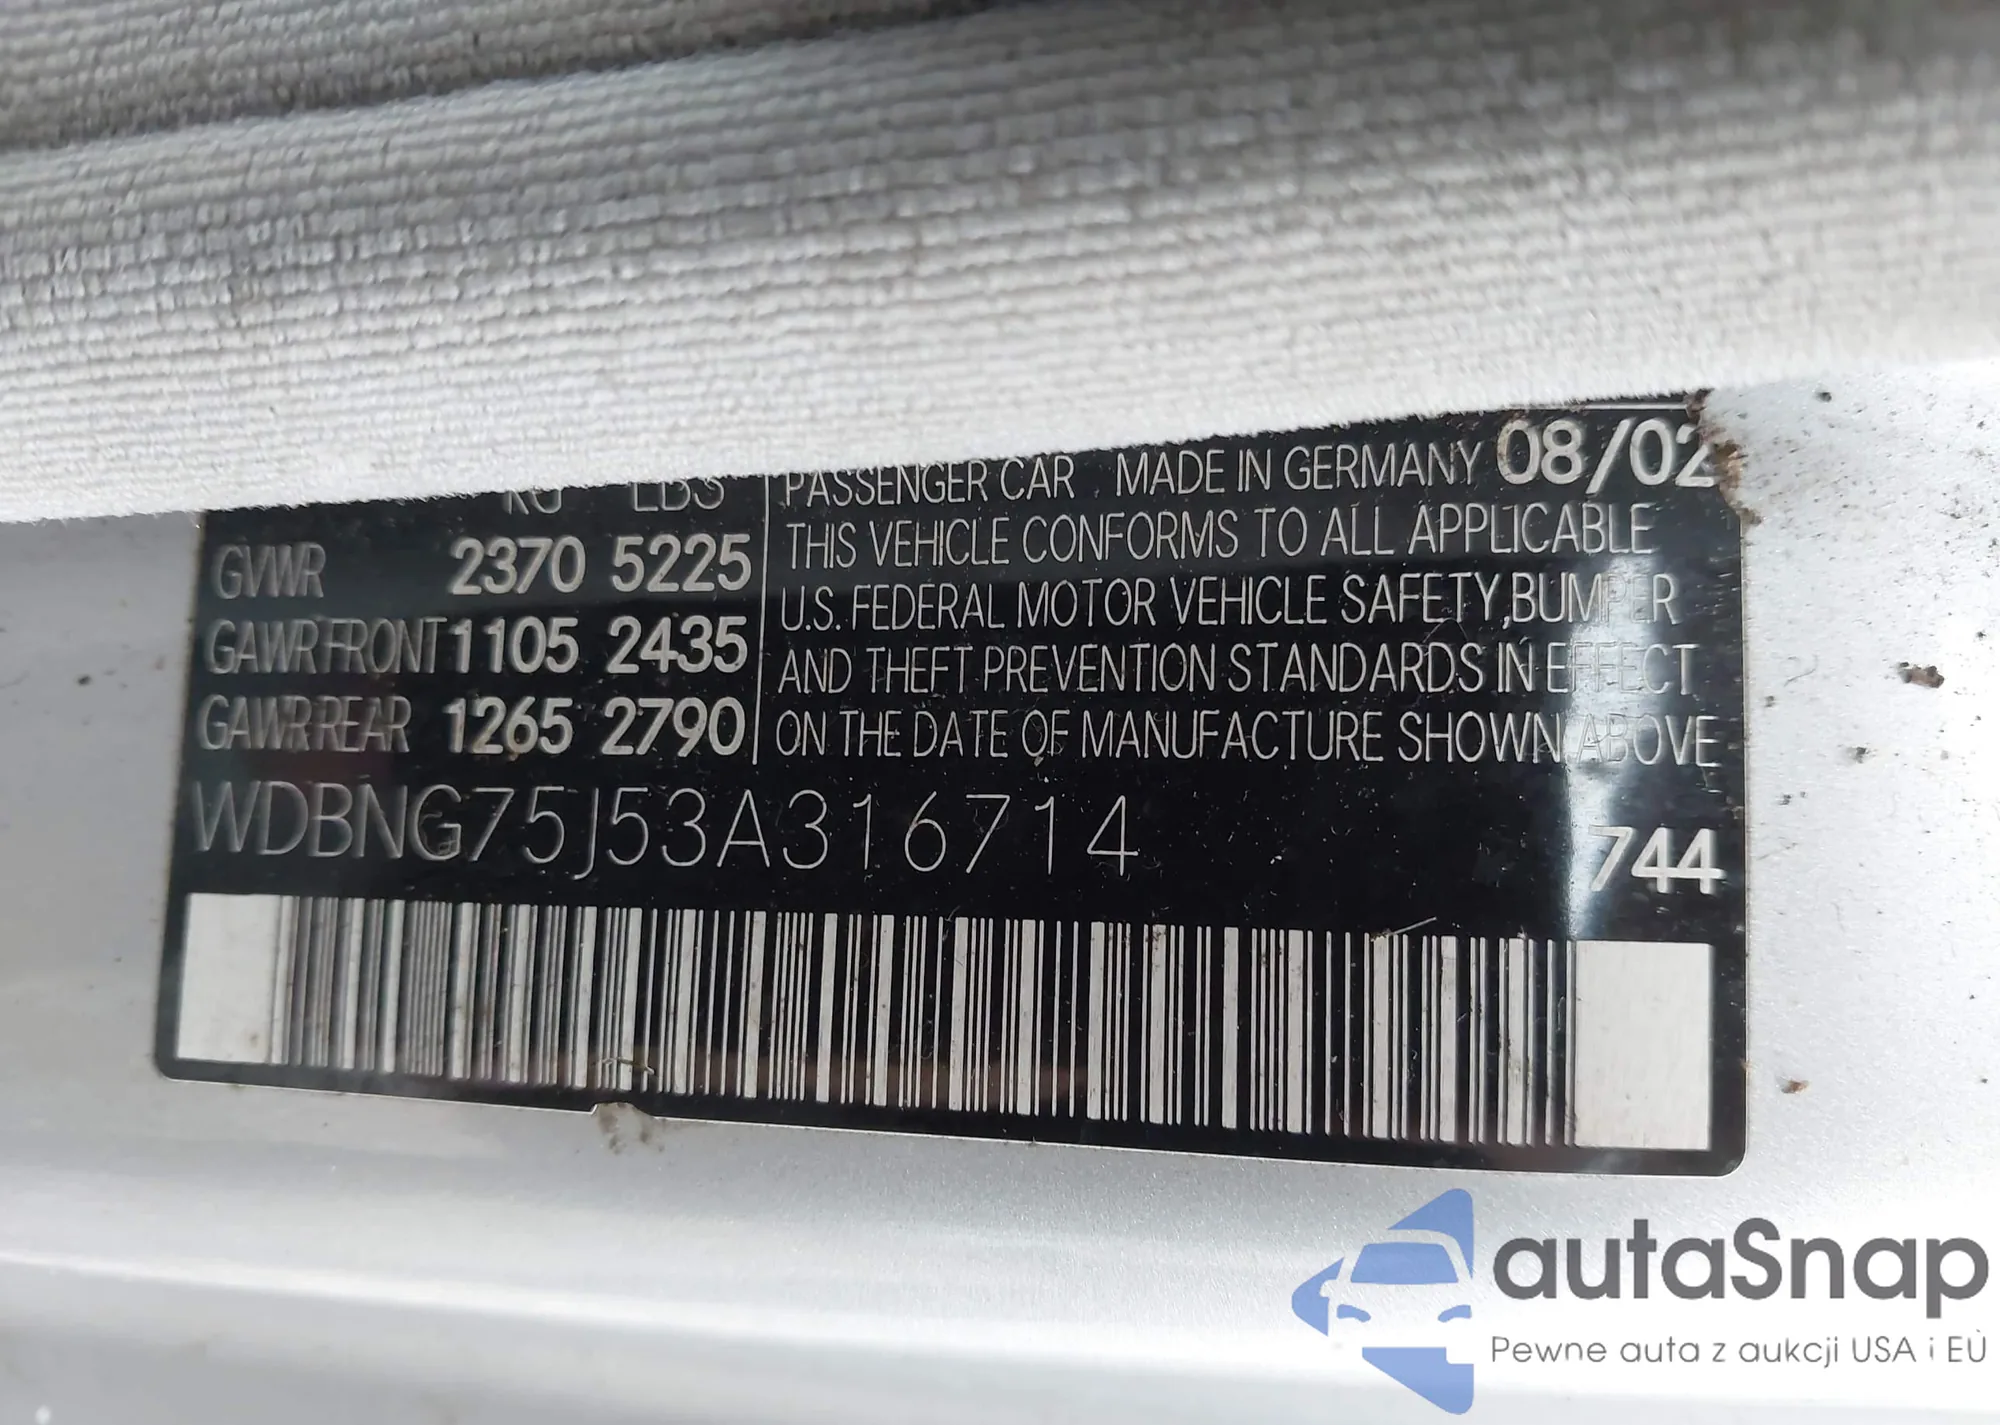 KG LBS
GVWR 2370 5225
GAWR FRONT 1105 2435
GAWR REAR 1265 2790
PASSENGER CAR MADE IN GERMANY 08/02
THIS VEHICLE CONFORMS TO ALL APPLICABLE
U.S. FEDERAL MOTOR VEHICLE SAFETY, BUMPER
AND THEFT PREVENTION STANDARDS IN EFFECT
ON THE DATE OF MANUFACTURE SHOWN ABOVE
WDBNG75J53A316714
744
autaSnap
Pewne auta z aukcji USA i EU